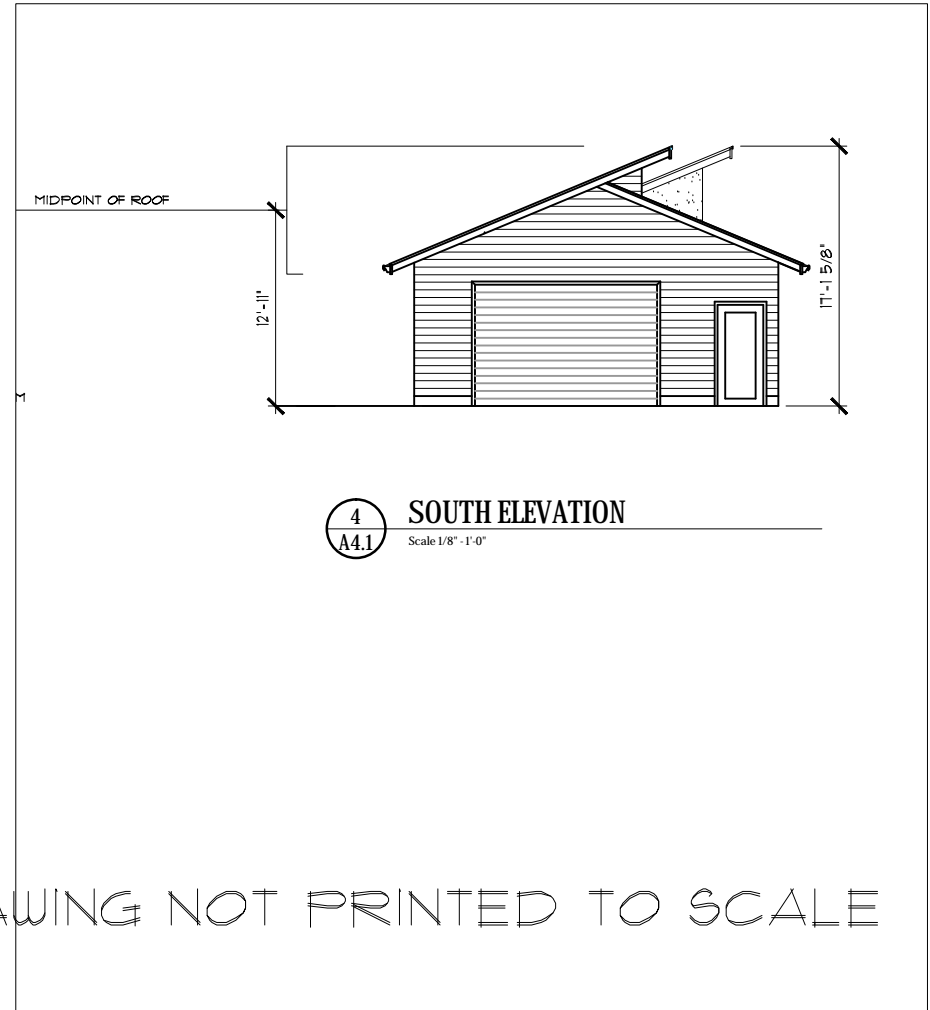 MIDPOINT OF ROOF
12'-11"
17'-1 5/8"
M
4
A4.1
SOUTH ELEVATION
Scale 1/8" - 1'-0"
AWING NOT PRINTED TO SCALE